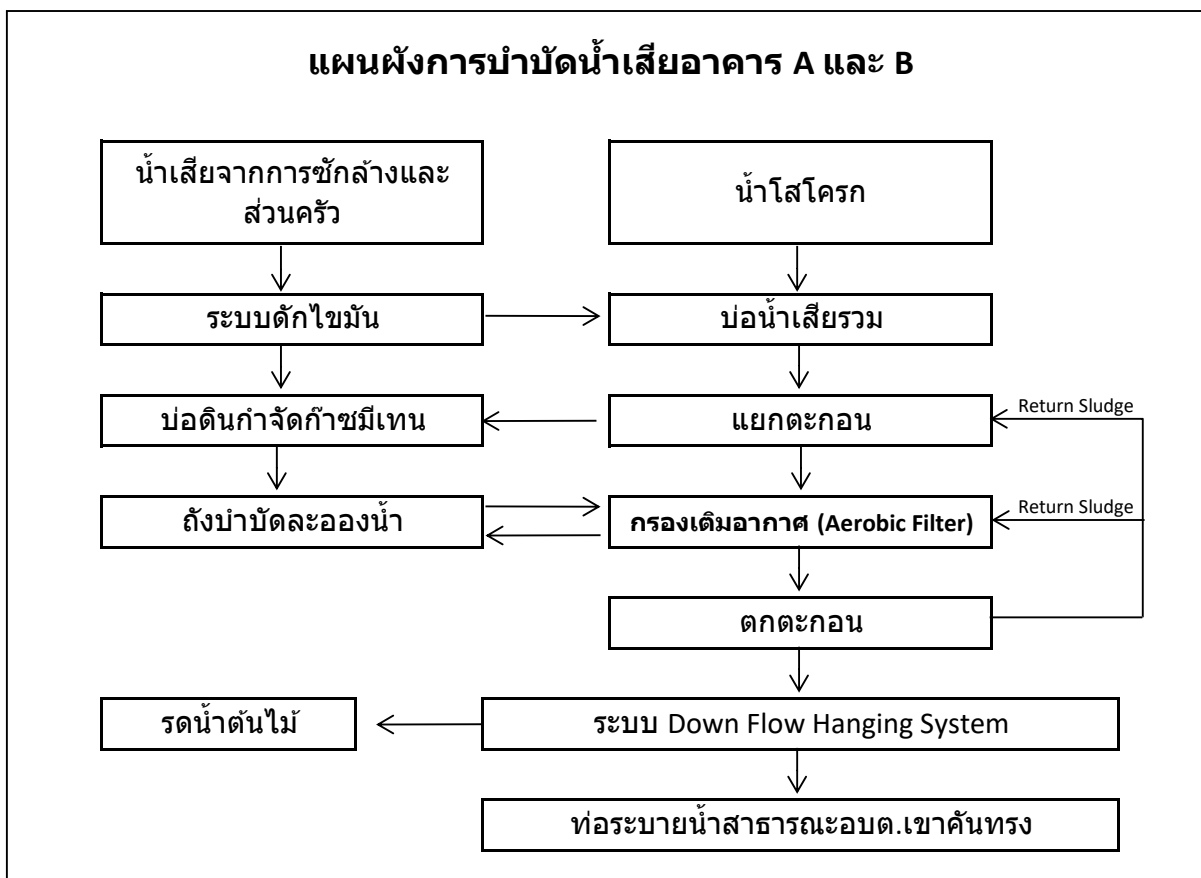 แผนผังการบำบัดน้ำเสียอาคาร A และ B
น้ำเสียจากการซักล้างและ
ส่วนครัว
น้ำโสโครก
ระบบดักไขมัน
บ่อน้ำเสียรวม
บ่อดินกำจัดก๊าซมีเทน
แยกตะกอน
Return Sludge
ถังบำบัดละอองน้ำ
กรองเติมอากาศ (Aerobic Filter)
Return Sludge
ตกตะกอน
รดน้ำต้นไม้
ระบบ Down Flow Hanging System
ท่อระบายน้ำสาธารณะอบต.เขาคันทรง